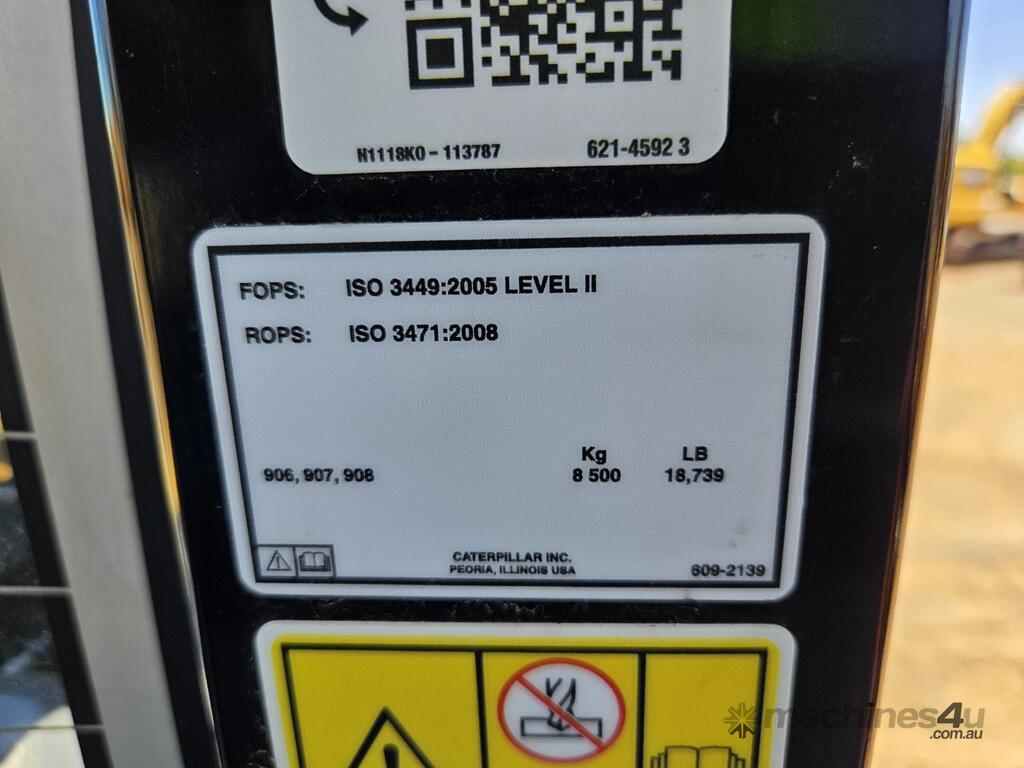 H1118K0 - 113787 621-4592 3
FOPS: ISO 3449:2005 LEVEL II
ROPS: ISO 3471:2008
Kg LB
906, 907, 908 8 500 18,739
CATERPILLAR INC.
PEORIA, ILLINOIS USA 609-2139
machines4u
.com.au